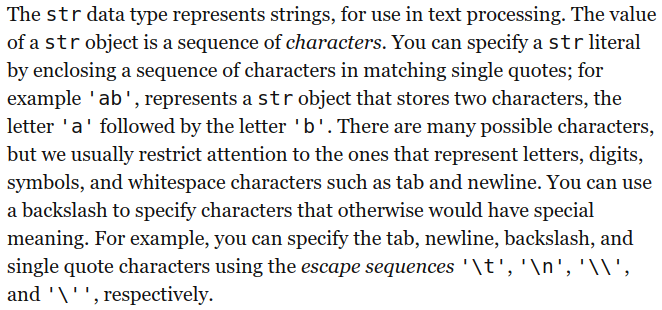 The str data type represents strings, for use in text processing. The value
of a str object is a sequence of characters. You can specify a str literal
by enclosing a sequence of characters in matching single quotes; for
example 'ab', represents a str object that stores two characters, the
letter 'a' followed by the letter 'b'. There are many possible characters,
but we usually restrict attention to the ones that represent letters, digits,
symbols, and whitespace characters such as tab and newline. You can use
a backslash to specify characters that otherwise would have special
meaning. For example, you can specify the tab, newline, backslash, and
single quote characters using the escape sequences '\t', '\n', '\\',
and '\'', respectively.